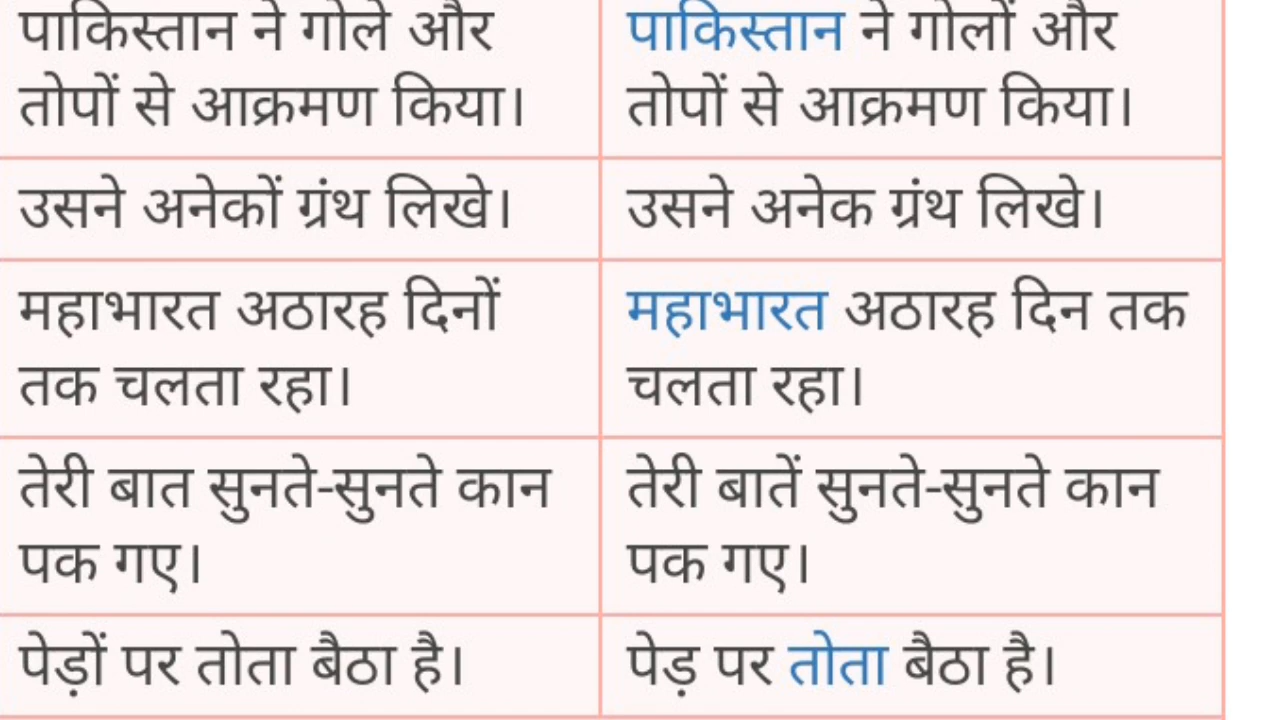 पाकिस्तान ने गोले और
तोपों से आक्रमण किया।
पाकिस्तान ने गोलों और
तोपों से आक्रमण किया।
उसने अनेकों ग्रंथ लिखे।
उसने अनेक ग्रंथ लिखे।
महाभारत अठारह दिनों
तक चलता रहा।
महाभारत अठारह दिन तक
चलता रहा।
तेरी बात सुनते-सुनते कान
पक गए।
तेरी बातें सुनते-सुनते कान
पक गए।
पेड़ों पर तोता बैठा है।
पेड़ पर तोता बैठा है।